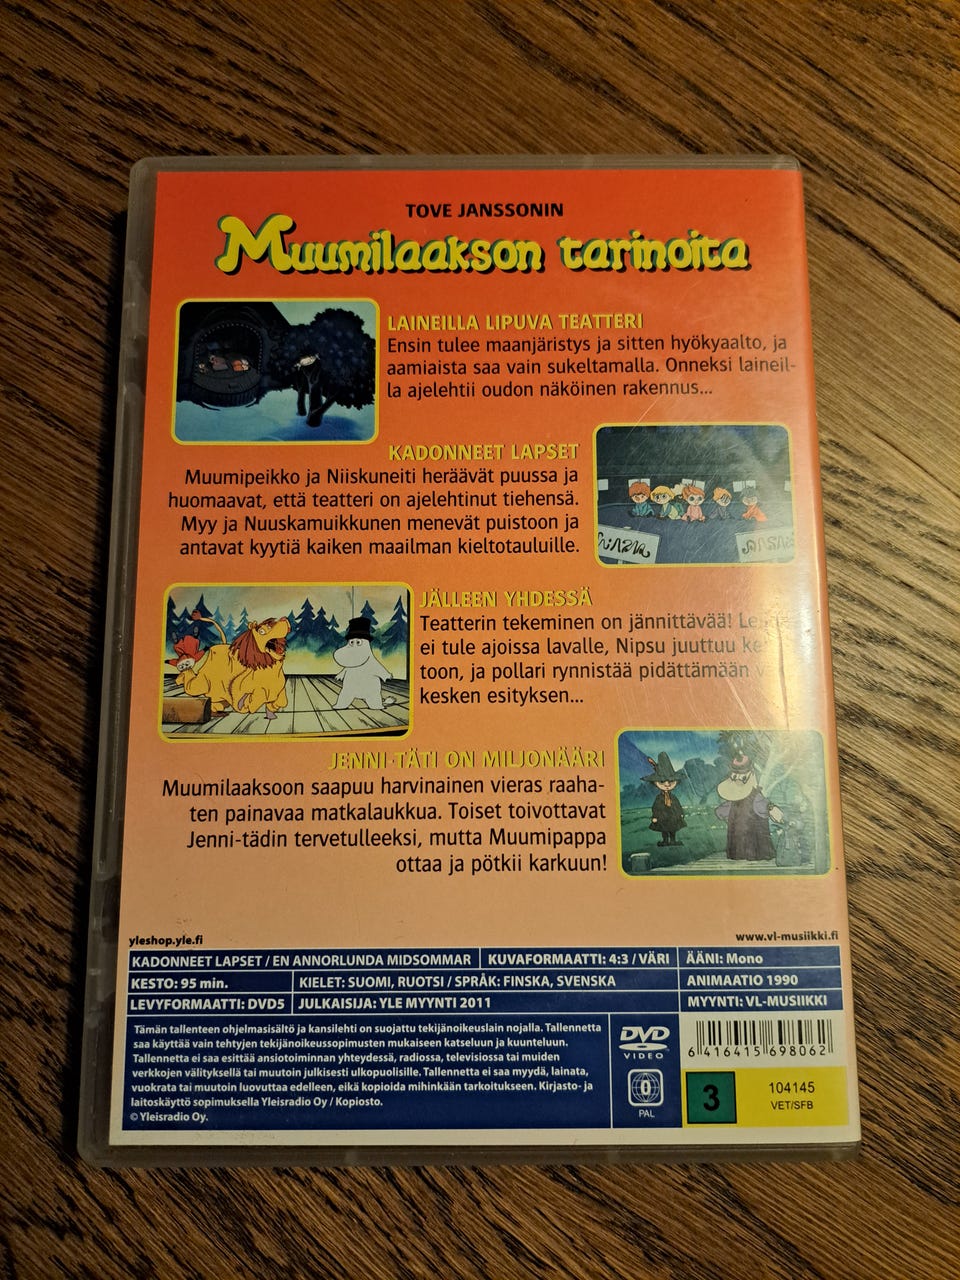 TOVE JANSSONIN
Muumilaakson tarinoita
LAINEILLA LIPUVA TEATTERI
Ensin tulee maanjäristys ja sitten hyökyaalto, ja
aamiaista saa vain sukeltamalla. Onneksi laineil-
la ajelehtii oudon näköinen rakennus...
KADONNEET LAPSET
Muumipeikko ja Niiskuneiti heräävät puussa ja
huomaavat, että teatteri on ajelehtinut tiehensä.
Myy ja Nuuskamuikkunen menevät puistoon ja
antavat kyytiä kaiken maailman kieltotauluille.
JÄLLEEN YHDESSÄ
Teatterin tekeminen on jännittävää!
ei tule ajoissa lavalle, Nipsu juuttuu
toon, ja pollari rynnistää pidättämään
kesken esityksen...
JENNI-TÄTI ON MILJONÄÄRI
Muumilaaksoon saapuu harvinainen vieras raaha-
ten painavaa matkalaukkua. Toiset toivottavat
Jenni-tädin tervetulleeksi, mutta Muumipappa
ottaa ja pötkii karkuun!
yleshop.yle.fi
www.vl-musiikki.fi
KADONNEET LAPSET / EN ANNORLUNDA MIDSOMMAR
KUVAFORMAATTI: 4:3 / VÄRI
ÄÄNI: Mono
KESTO: 95 min.
KIELET: SUOMI, RUOTSI / SPRÅK: FINSKA, SVENSKA
ANIMAATIO 1990
LEVYFORMAATTI: DVD5
JULKAISIJA: YLE MYYNTI 2011
MYYNTI: VL-MUSIIKKI
Tämän tallenteen ohjelmasisältö ja kansilehti on suojattu tekijänoikeuslain nojalla. Tallennetta
saa käyttää vain tehtyjen tekijänoikeussopimusten mukaiseen katseluun ja kuunteluun.
Tallennetta ei saa esittää ansiotoiminnan yhteydessä, radiossa, televisiossa tai muiden
verkkojen välityksellä tai muutoin julkisesti ulkopuolisille. Tallennetta ei saa myydä, lainata,
vuokrata tai muutoin luovuttaa edelleen, eikä kopioida mihinkään tarkoitukseen. Kirjasto- ja
laitoskäyttö sopimuksella Yleisradio Oy / Kopiosto.
© Yleisradio Oy.
DVD
VIDEO
0
PAL
6 416415 698062
3
104145
VET/SFB